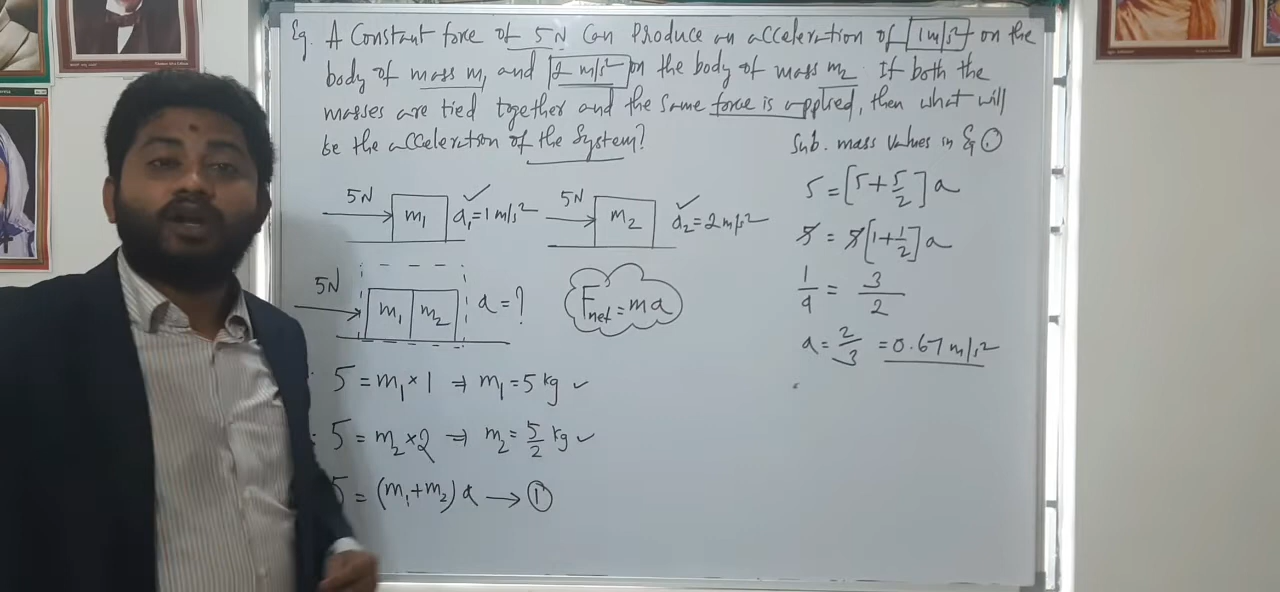 Eg. A Constant force of 5N Can Produce an acceleration of 1m/s² on the
body of mass m₁ and 2 m/s² on the body of mass m₂ If both the
masses are tied together and the same force is applied, then what will
be the acceleration of the System?
5N
m₁
a₁=1m/s²
5N
m₂
a₂=2m/s²
5N
m₁ m₂
a=?
Fnet=ma
5=m₁×1 ⇒ m₁=5kg ✓
5=m₂×2 ⇒ m₂=5/2 kg ✓
5=(m₁+m₂)a → ①
Sub. mass Values in Eq ①
5=[5+5/2]a
5=5[1+1/2]a
1/a = 3/2
a=2/3 =0.67m/s²